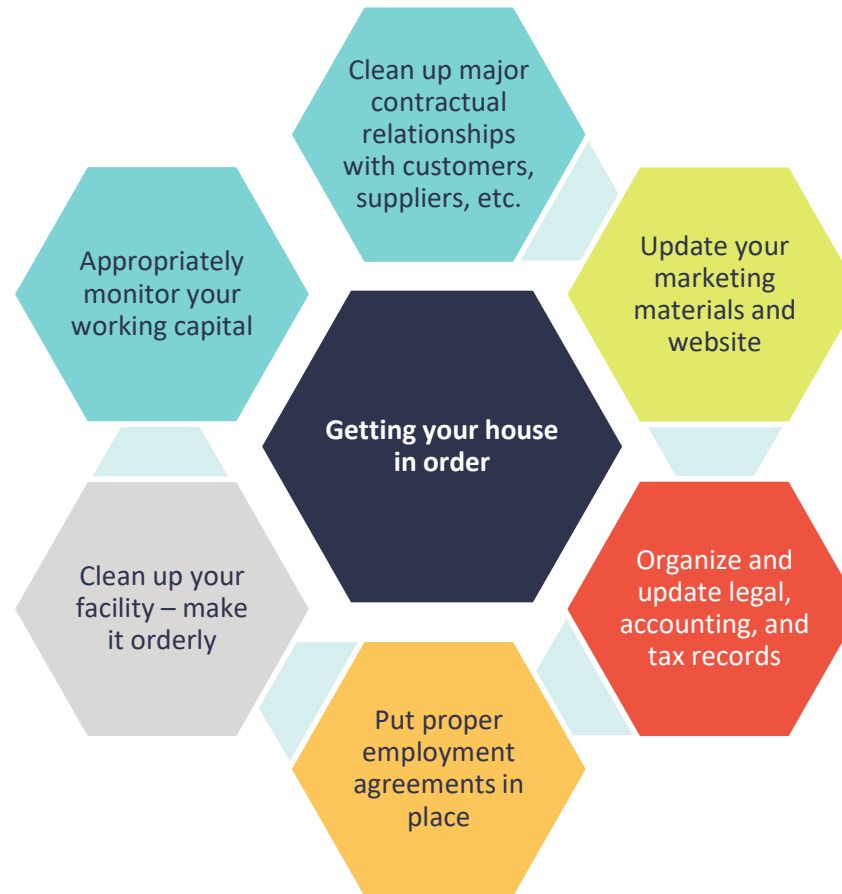 Clean up major
contractual
relationships
with customers,
suppliers, etc.
Update your
marketing
materials and
website
Organize and
update legal,
accounting, and
tax records
Put proper
employment
agreements in
place
Clean up your
facility – make
it orderly
Appropriately
monitor your
working capital
Getting your house
in order